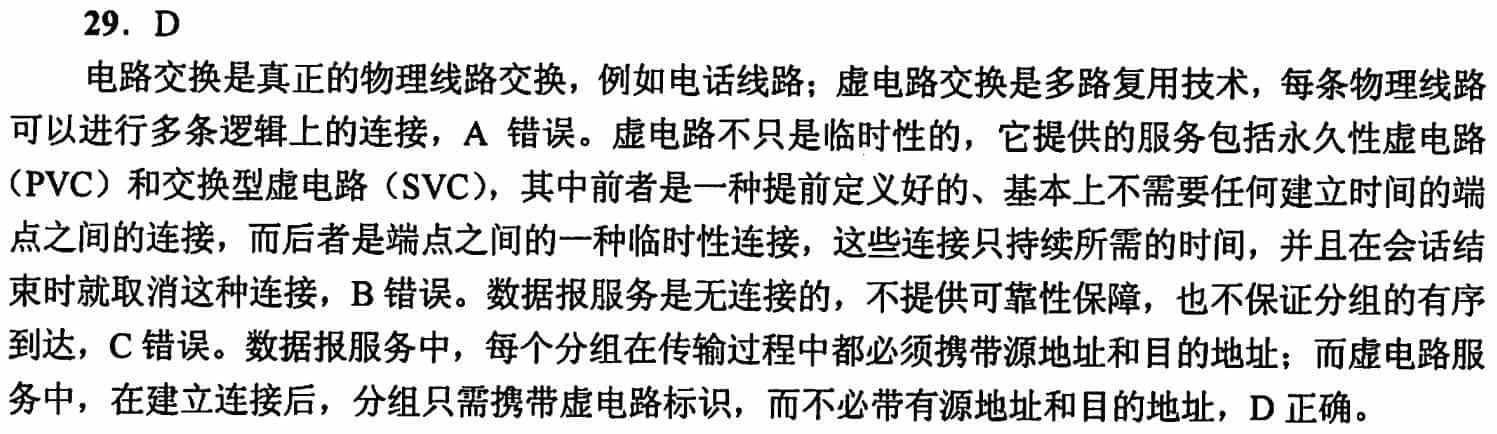 29. D
电路交换是真正的物理线路交换，例如电话线路；虚电路交换是多路复用技术，每条物理线路
可以进行多条逻辑上的连接，A 错误。虚电路不只是临时性的，它提供的服务包括永久性虚电路
（PVC）和交换型虚电路（SVC），其中前者是一种提前定义好的、基本上不需要任何建立时间的端
点之间的连接，而后者是端点之间的一种临时性连接，这些连接只持续所需的时间，并且在会话结
束时就取消这种连接，B 错误。数据报服务是无连接的，不提供可靠性保障，也不保证分组的有序
到达，C 错误。数据报服务中，每个分组在传输过程中都必须携带源地址和目的地址；而虚电路服
务中，在建立连接后，分组只需携带虚电路标识，而不必带有源地址和目的地址，D 正确。